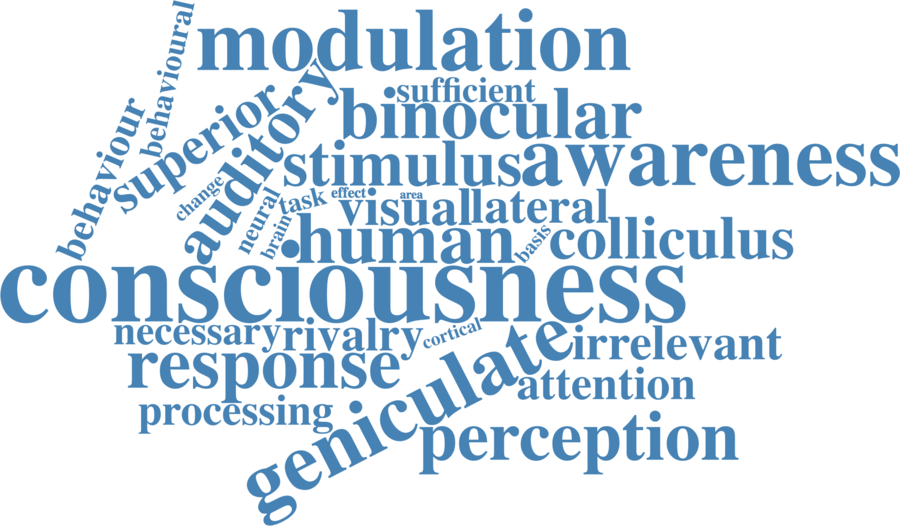 behavioural
modulation
sufficient
behaviour
superior
auditory
binocular
stimulus
awareness
change
neural
task
effect
area
visual
lateral
brain
human
basis
colliculus
consciousness
necessary
rivalry
cortical
irrelevant
response
geniculate
attention
processing
perception